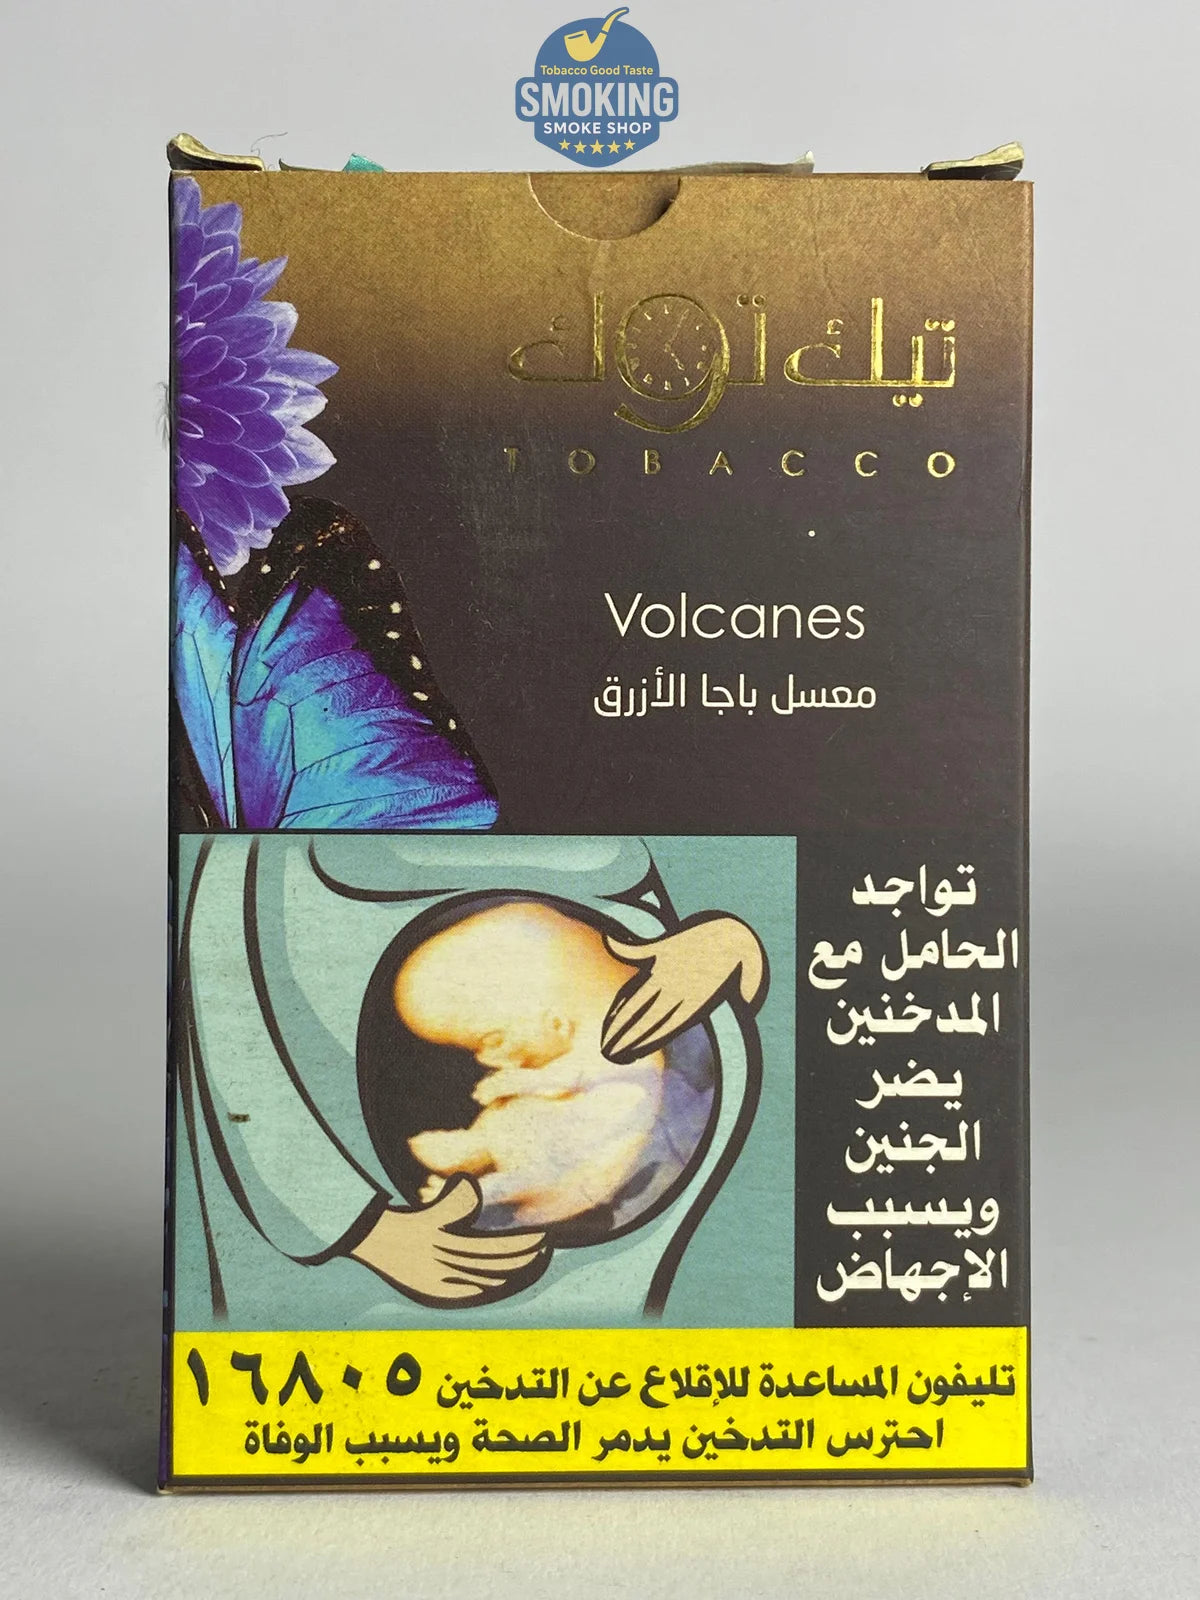 Tobacco Good Taste
SMOKING
SMOKE SHOP
تيك توك
TOBACCO
Volcanes
معسل باجا الأزرق
تواجد
الحامل مع
المدخنين
يضر
الجنين
ويسبب
الإجهاض
تليفون المساعدة للإقلاع عن التدخين ١٦٨٠٥
احترس التدخين يدمر الصحة ويسبب الوفاة